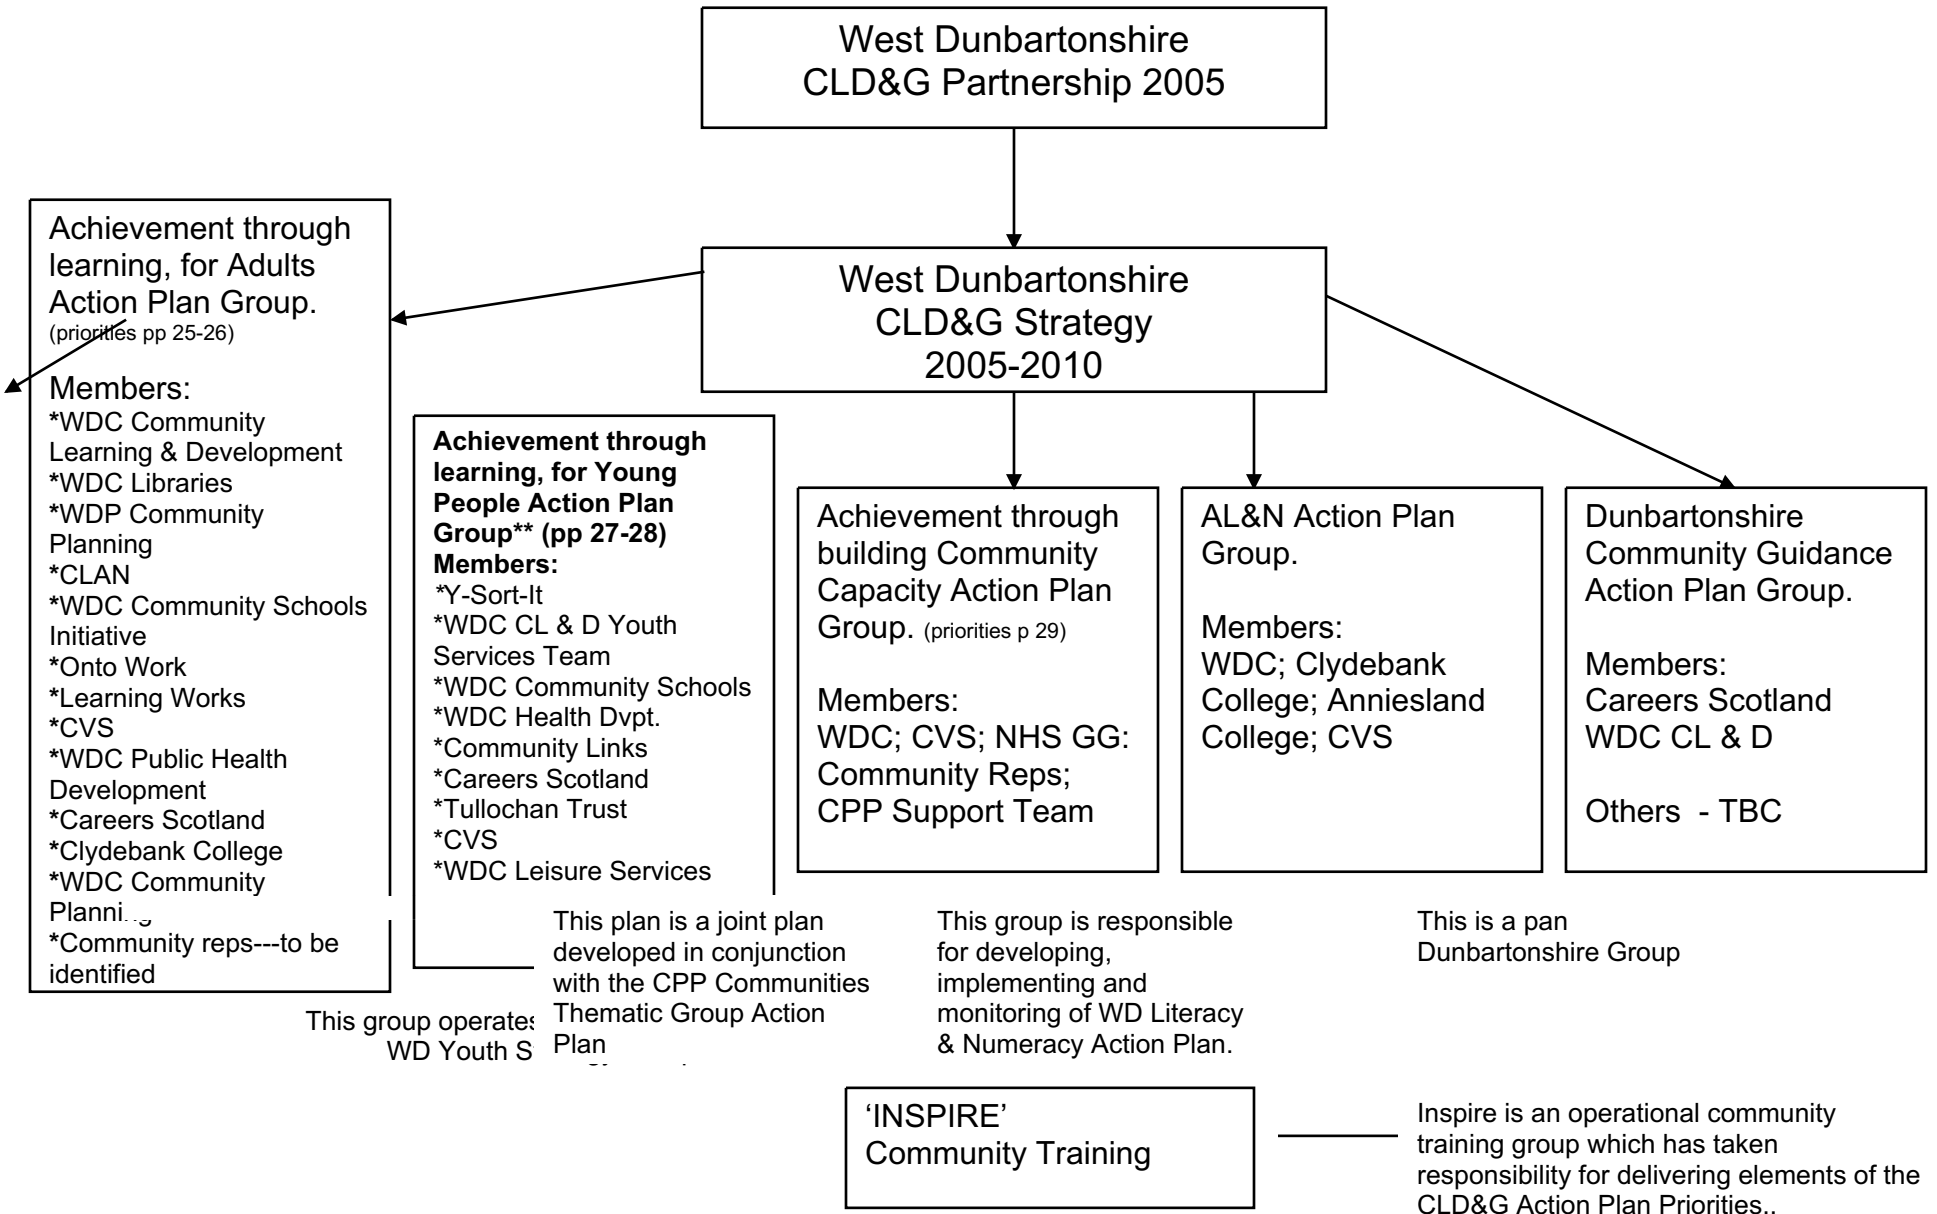 West Dunbartonshire
CLD&G Partnership 2005
West Dunbartonshire
CLD&G Strategy
2005-2010
Achievement through
learning, for Adults
Action Plan Group.
(priorities pp 25-26)
Members:
*WDC Community
Learning & Development
*WDC Libraries
*WDP Community
Planning
*CLAN
*WDC Community Schools
Initiative
*Onto Work
*Learning Works
*CVS
*WDC Public Health
Development
*Careers Scotland
*Clydebank College
*WDC Community
*Community reps---to be
identified
Achievement through
learning, for Young
People Action Plan
Group** (pp 27-28)
Members:
*Y-Sort-It
*WDC CL & D Youth
Services Team
*WDC Community Schools
*WDC Health Dvpt.
*Community Links
*Careers Scotland
*Tullochan Trust
*CVS
*WDC Leisure Services
This group operates
WD Youth
Achievement through
building Community
Capacity Action Plan
Group. (priorities p 29)
Members:
WDC; CVS; NHS GG:
Community Reps;
CPP Support Team
This plan is a joint plan
developed in conjunction
with the CPP Communities
Thematic Group Action
Plan
AL&N Action Plan
Group.
Members:
WDC; Clydebank
College; Anniesland
College; CVS
This group is responsible
for developing,
implementing and
monitoring of WD Literacy
& Numeracy Action Plan.
Dunbartonshire
Community Guidance
Action Plan Group.
Members:
Careers Scotland
WDC CL & D
Others - TBC
This is a pan
Dunbartonshire Group
‘INSPIRE’
Community Training
Inspire is an operational community
training group which has taken
responsibility for delivering elements of the
CLD&G Action Plan Priorities..